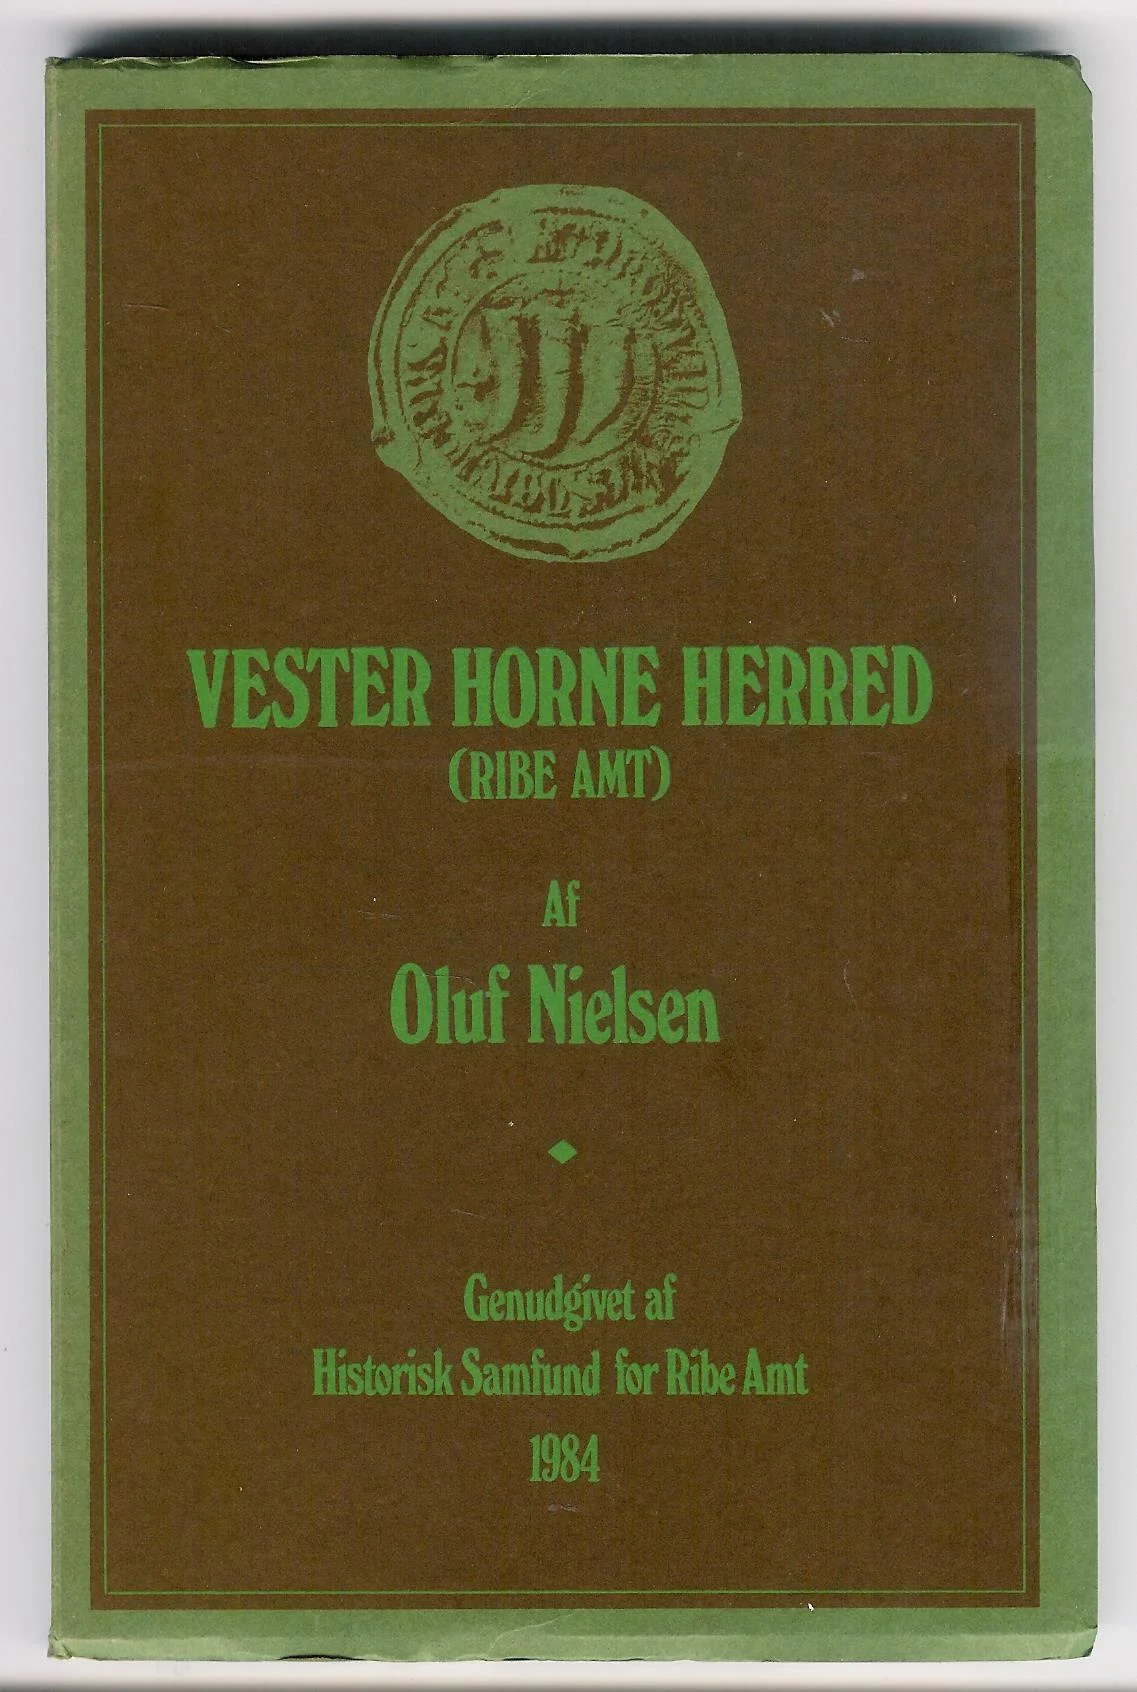 VESTER HORNE HERRED
(RIBE AMT)
Af
Oluf Nielsen
Genudgivet af
Historisk Samfund for Ribe Amt
1984